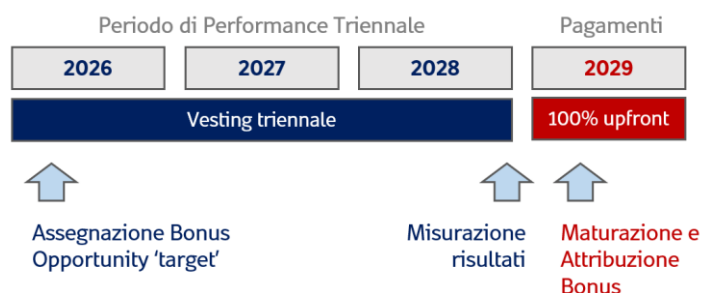 Periodo di Performance Triennale
Pagamenti
2026
2027
2028
2029
Vesting triennale
100% upfront
Assegnazione Bonus
Opportunity ‘target’
Misurazione
risultati
Maturazione e
Attribuzione
Bonus